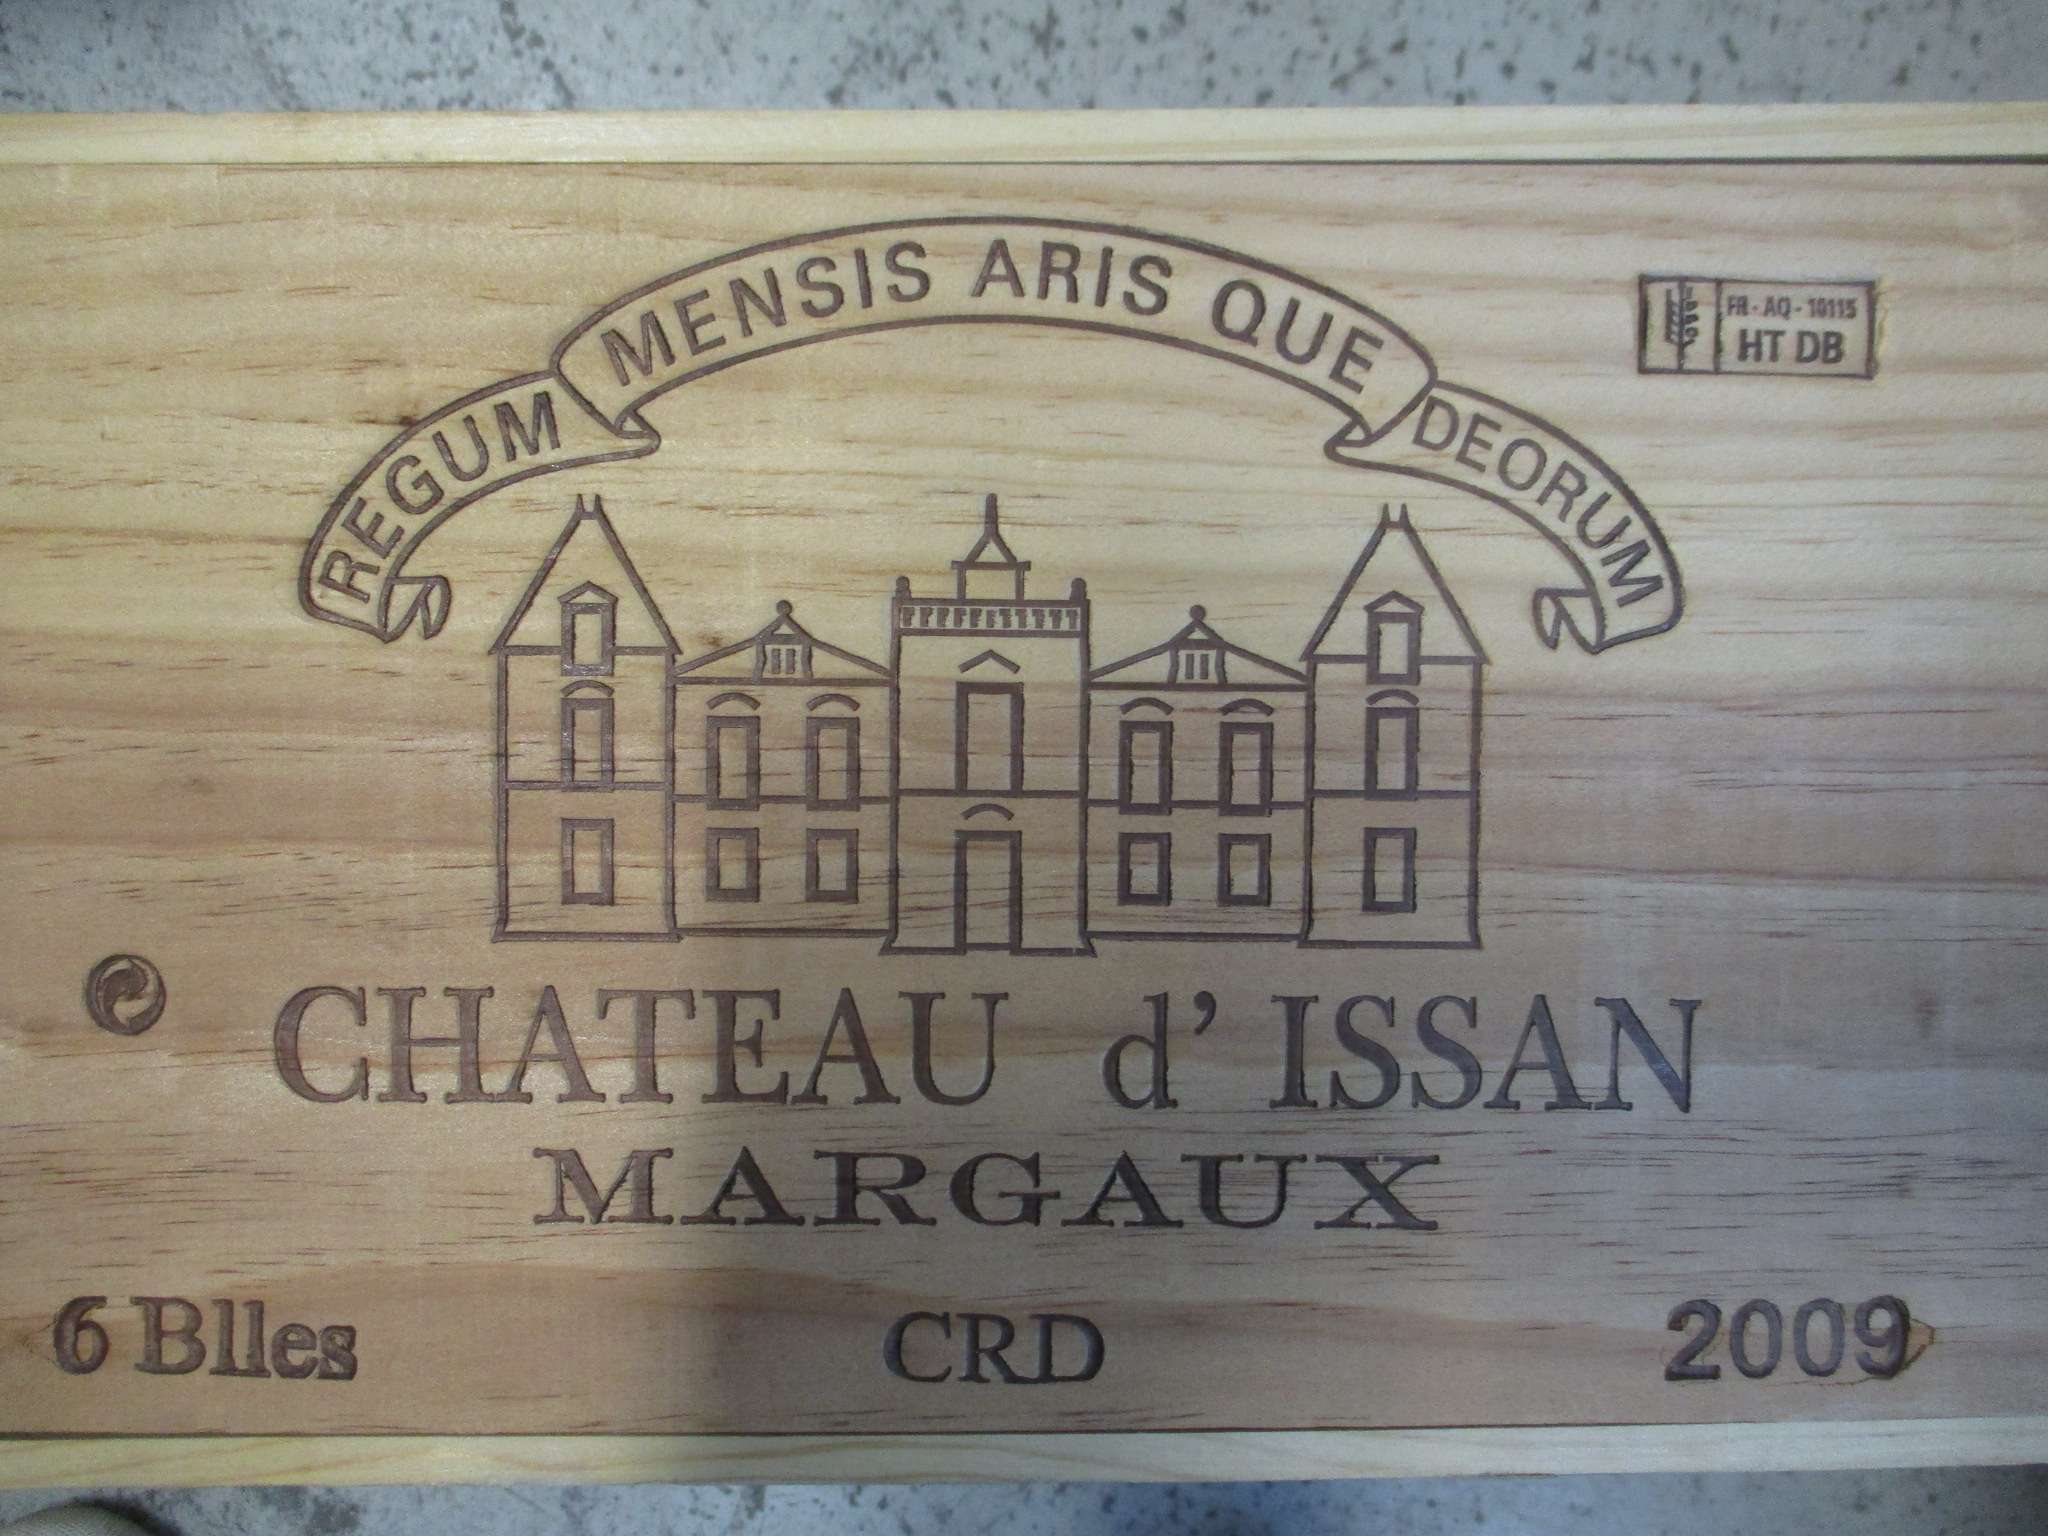 REGUM MENSIS ARIS QUE DEORUM
FR - AQ - 10115
HT DB
CHATEAU d' ISSAN
MARGAUX
6 Blles CRD 2009